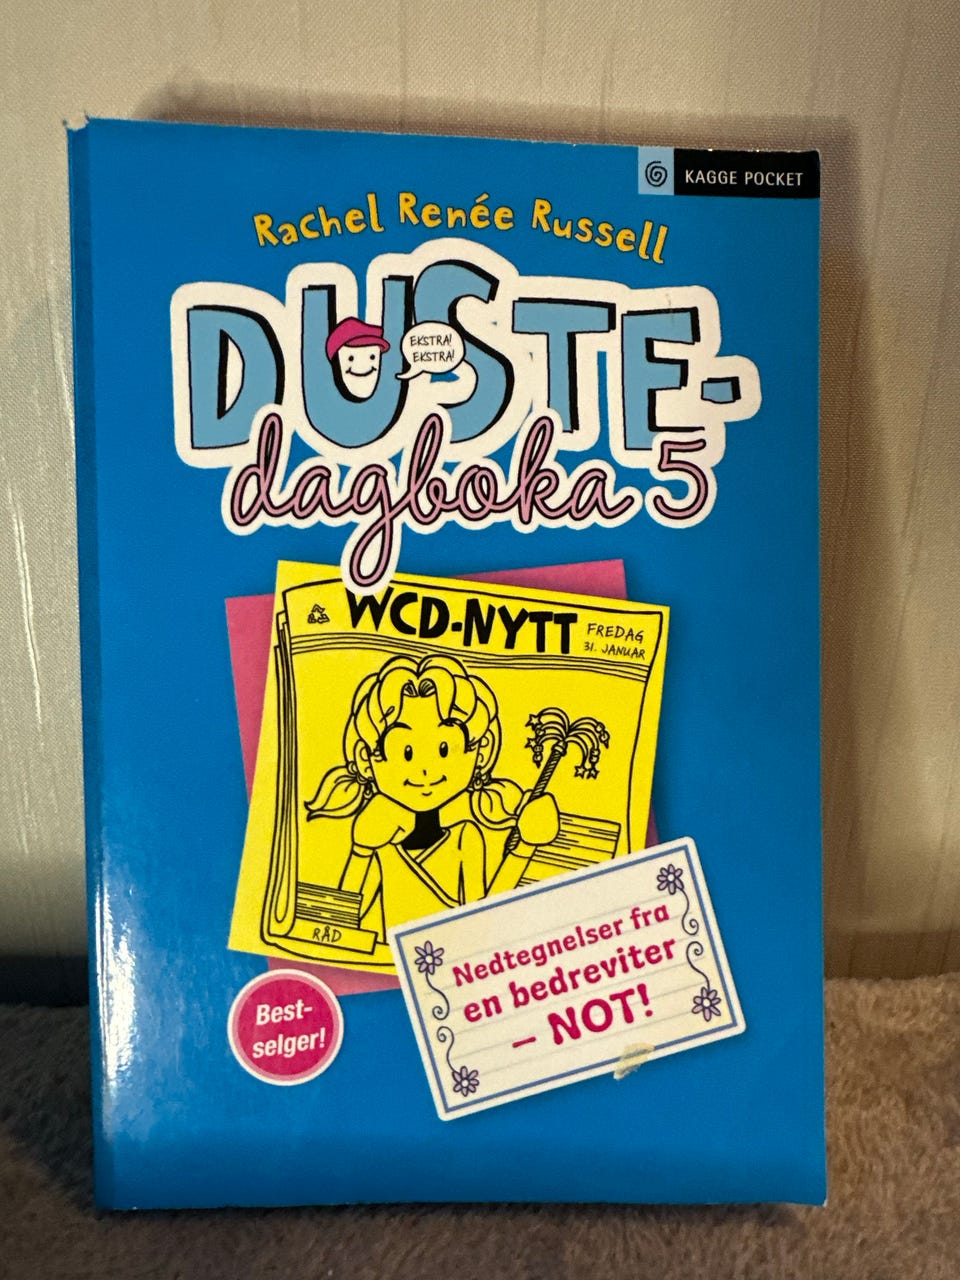 KAGGE POCKET
Rachel Renée Russell
DUSTE-
EKSTRA!
EKSTRA!
dagboka 5
WCD-NYTT
FREDAG
31. JANUAR
RÅD
Nedtegnelser fra
en bedreviter
– NOT!
Best-
selger!